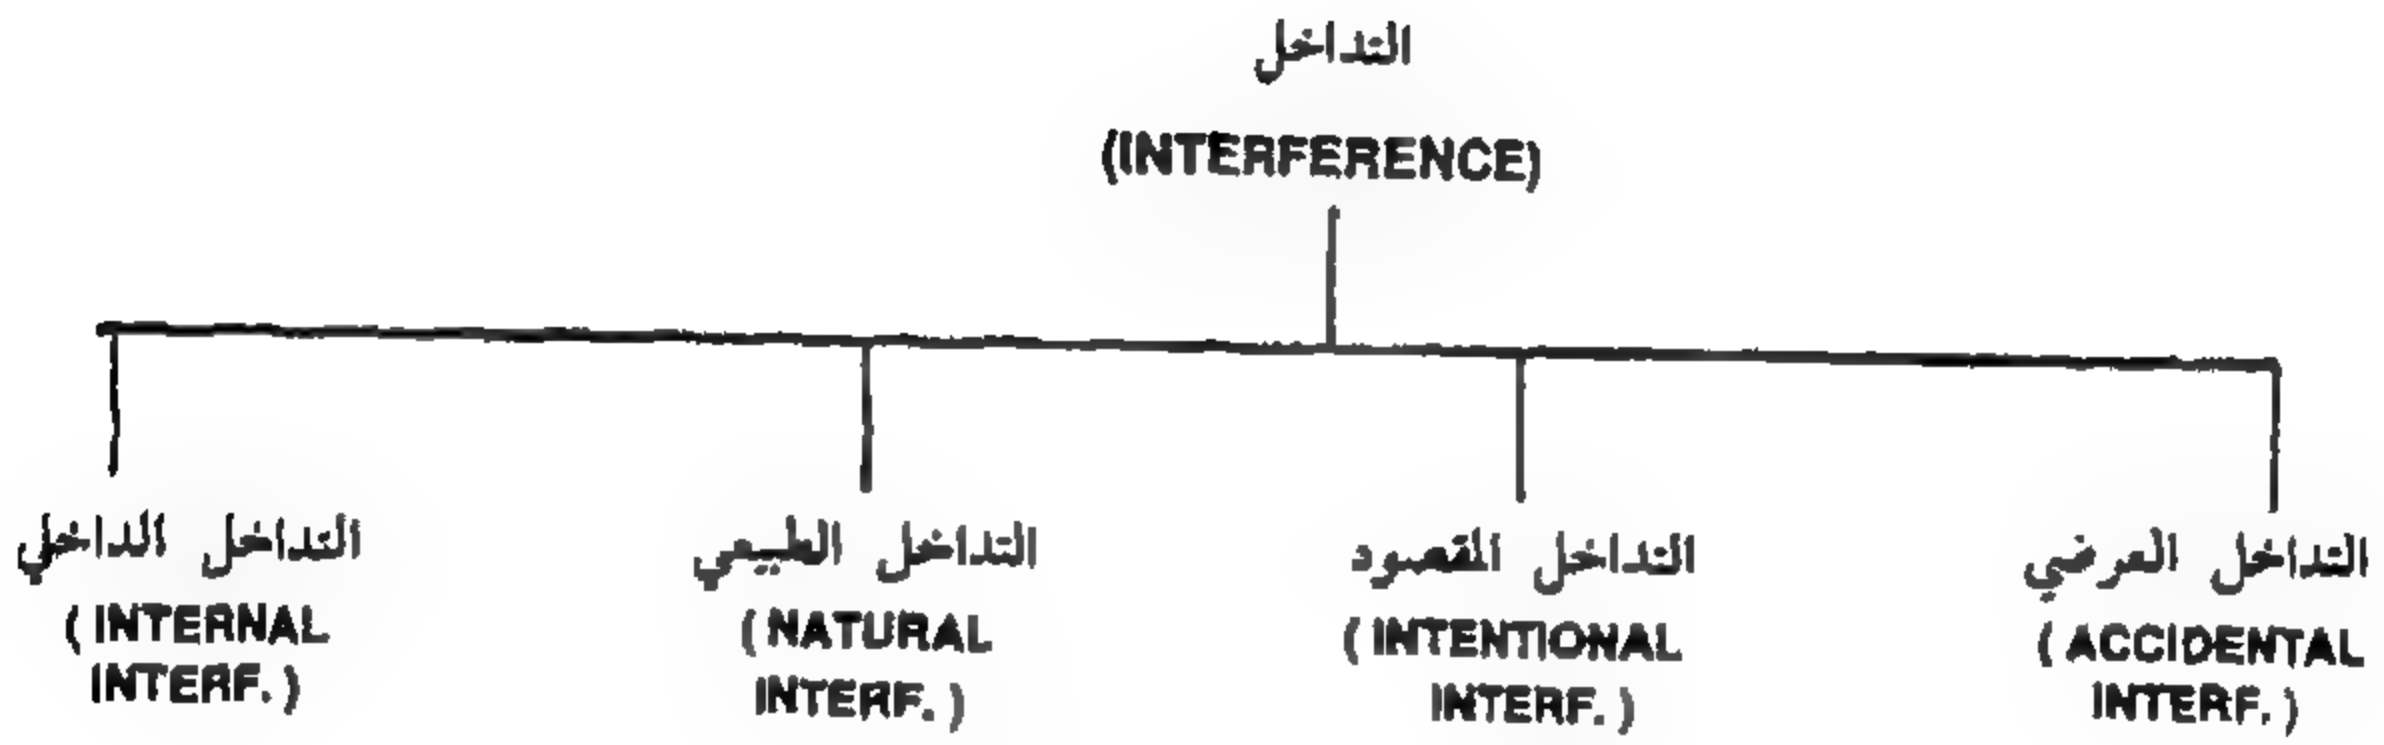 التداخل
(INTERFERENCE)
التداخل العرضي
(ACCIDENTAL
INTERF.)
التداخل المقصود
(INTENTIONAL
INTERF.)
التداخل الطبيعي
(NATURAL
INTERF.)
التداخل الداخلي
(INTERNAL
INTERF.)